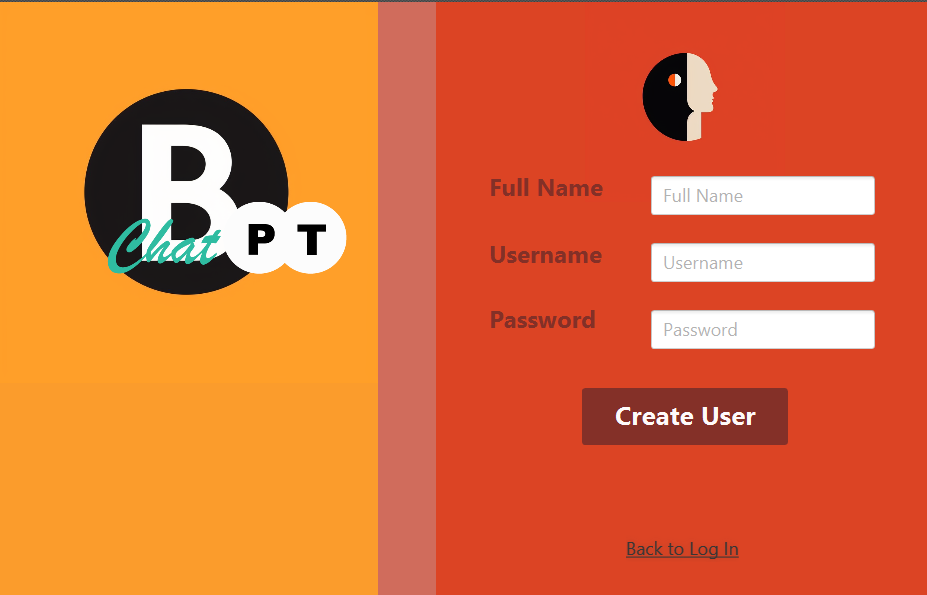 B
Chat P T
Full Name Full Name
Username Username
Password Password
Create User
Back to Log In